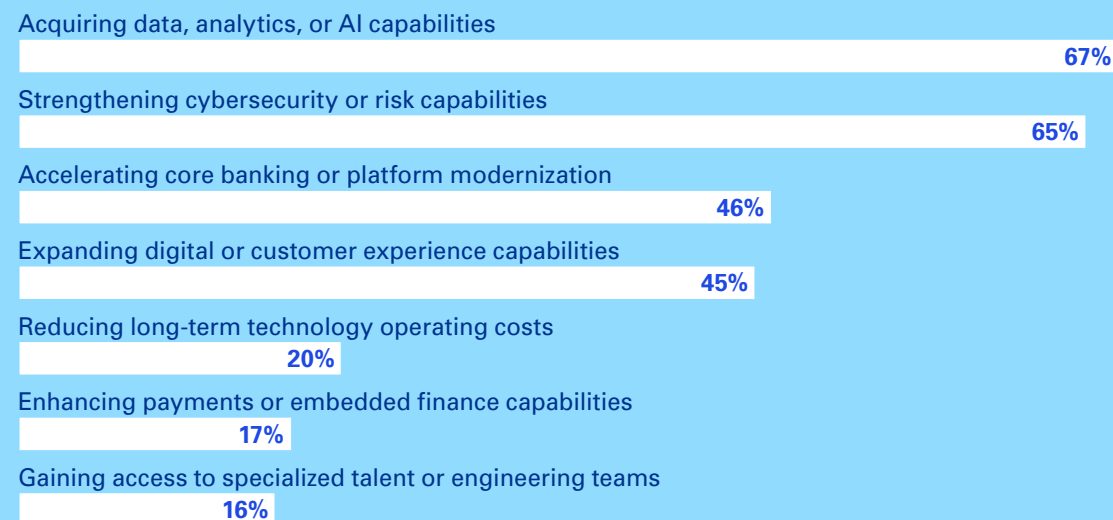 Acquiring data, analytics, or AI capabilities
67%
Strengthening cybersecurity or risk capabilities
65%
Accelerating core banking or platform modernization
46%
Expanding digital or customer experience capabilities
45%
Reducing long-term technology operating costs
20%
Enhancing payments or embedded finance capabilities
17%
Gaining access to specialized talent or engineering teams
16%